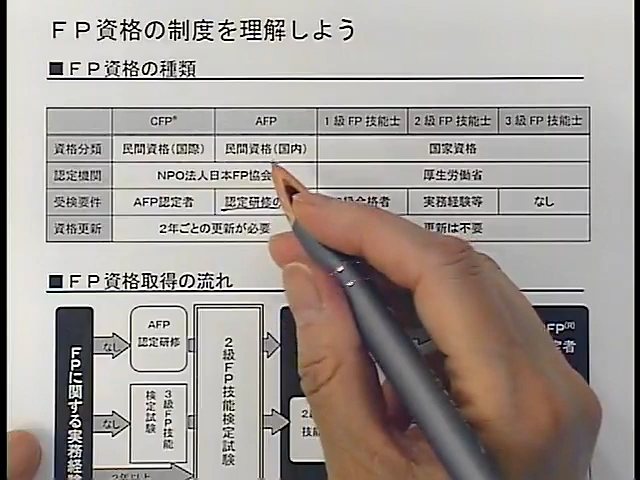 ＦＰ資格の制度を理解しよう
■ＦＰ資格の種類
CFP® AFP 1級FP技能士 2級FP技能士 3級FP技能士
資格分類 民間資格(国際) 民間資格(国内) 国家資格
認定機関 NPO法人日本FP協会 厚生労働省
受検要件 AFP認定者 認定研修の 級合格者 実務経験等 なし
資格更新 2年ごとの更新が必要 更新は不要
■ＦＰ資格取得の流れ
FPに関する実務経験
なし
AFP
認定研修
なし
3級FP技能
検定試験
2年以上
2級FP技能検定試験